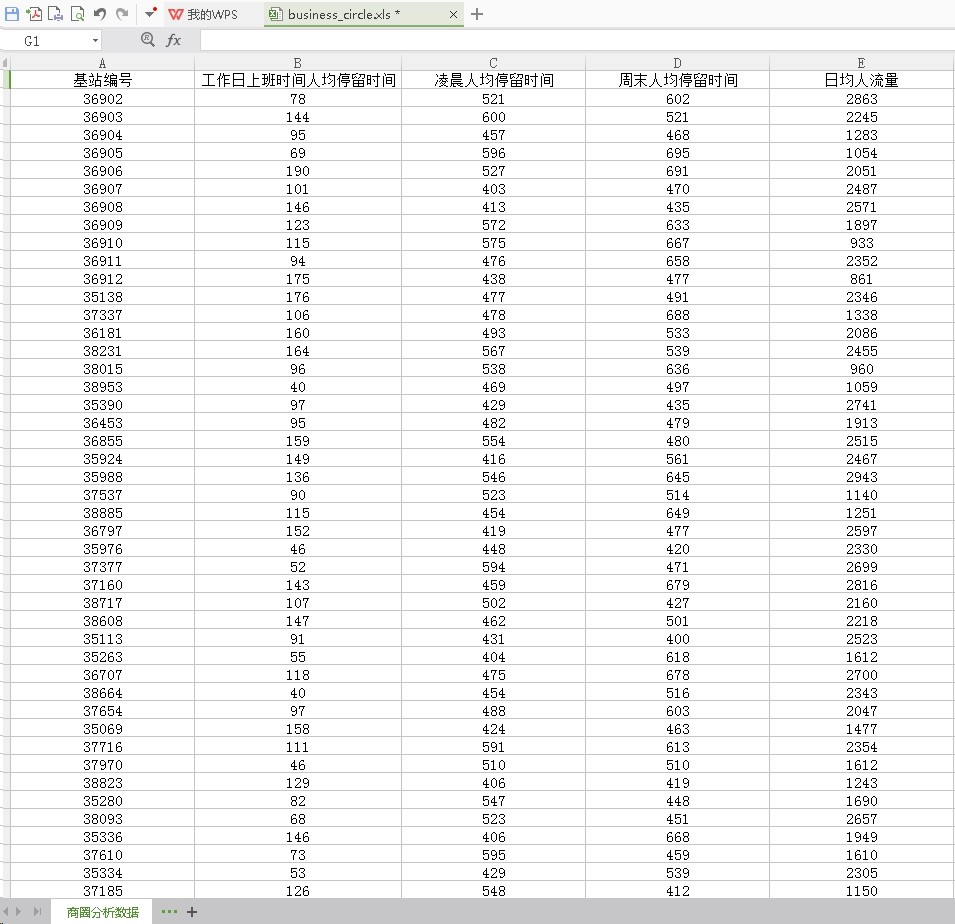 我的WPS business_circle.xls *
G1 fx
A B C D E
基站编号 工作日上班时间人均停留时间 凌晨人均停留时间 周末人均停留时间 日均人流量
36902 78 521 602 2863
36903 144 600 521 2245
36904 95 457 468 1283
36905 69 596 695 1054
36906 190 527 691 2051
36907 101 403 470 2487
36908 146 413 435 2571
36909 123 572 633 1897
36910 115 575 667 933
36911 94 476 658 2352
36912 175 438 477 861
35138 176 477 491 2346
37337 106 478 688 1338
36181 160 493 533 2086
38231 164 567 539 2455
38015 96 538 636 960
38953 40 469 497 1059
35390 97 429 435 2741
36453 95 482 479 1913
36855 159 554 480 2515
35924 149 416 561 2467
35988 136 546 645 2943
37537 90 523 514 1140
38885 115 454 649 1251
36797 152 419 477 2597
35976 46 448 420 2330
37377 52 594 471 2699
37160 143 459 679 2816
38717 107 502 427 2160
38608 147 462 501 2218
35113 91 431 400 2523
35263 55 404 618 1612
36707 118 475 678 2700
38664 40 454 516 2343
37654 97 488 603 2047
35069 158 424 463 1477
37716 111 591 613 2354
37970 46 510 510 1612
38823 129 406 419 1243
35280 82 547 448 1690
38093 68 523 451 2657
35336 146 406 668 1949
37610 73 595 459 1610
35334 53 429 539 2305
37185 126 548 412 1150
商圈分析数据